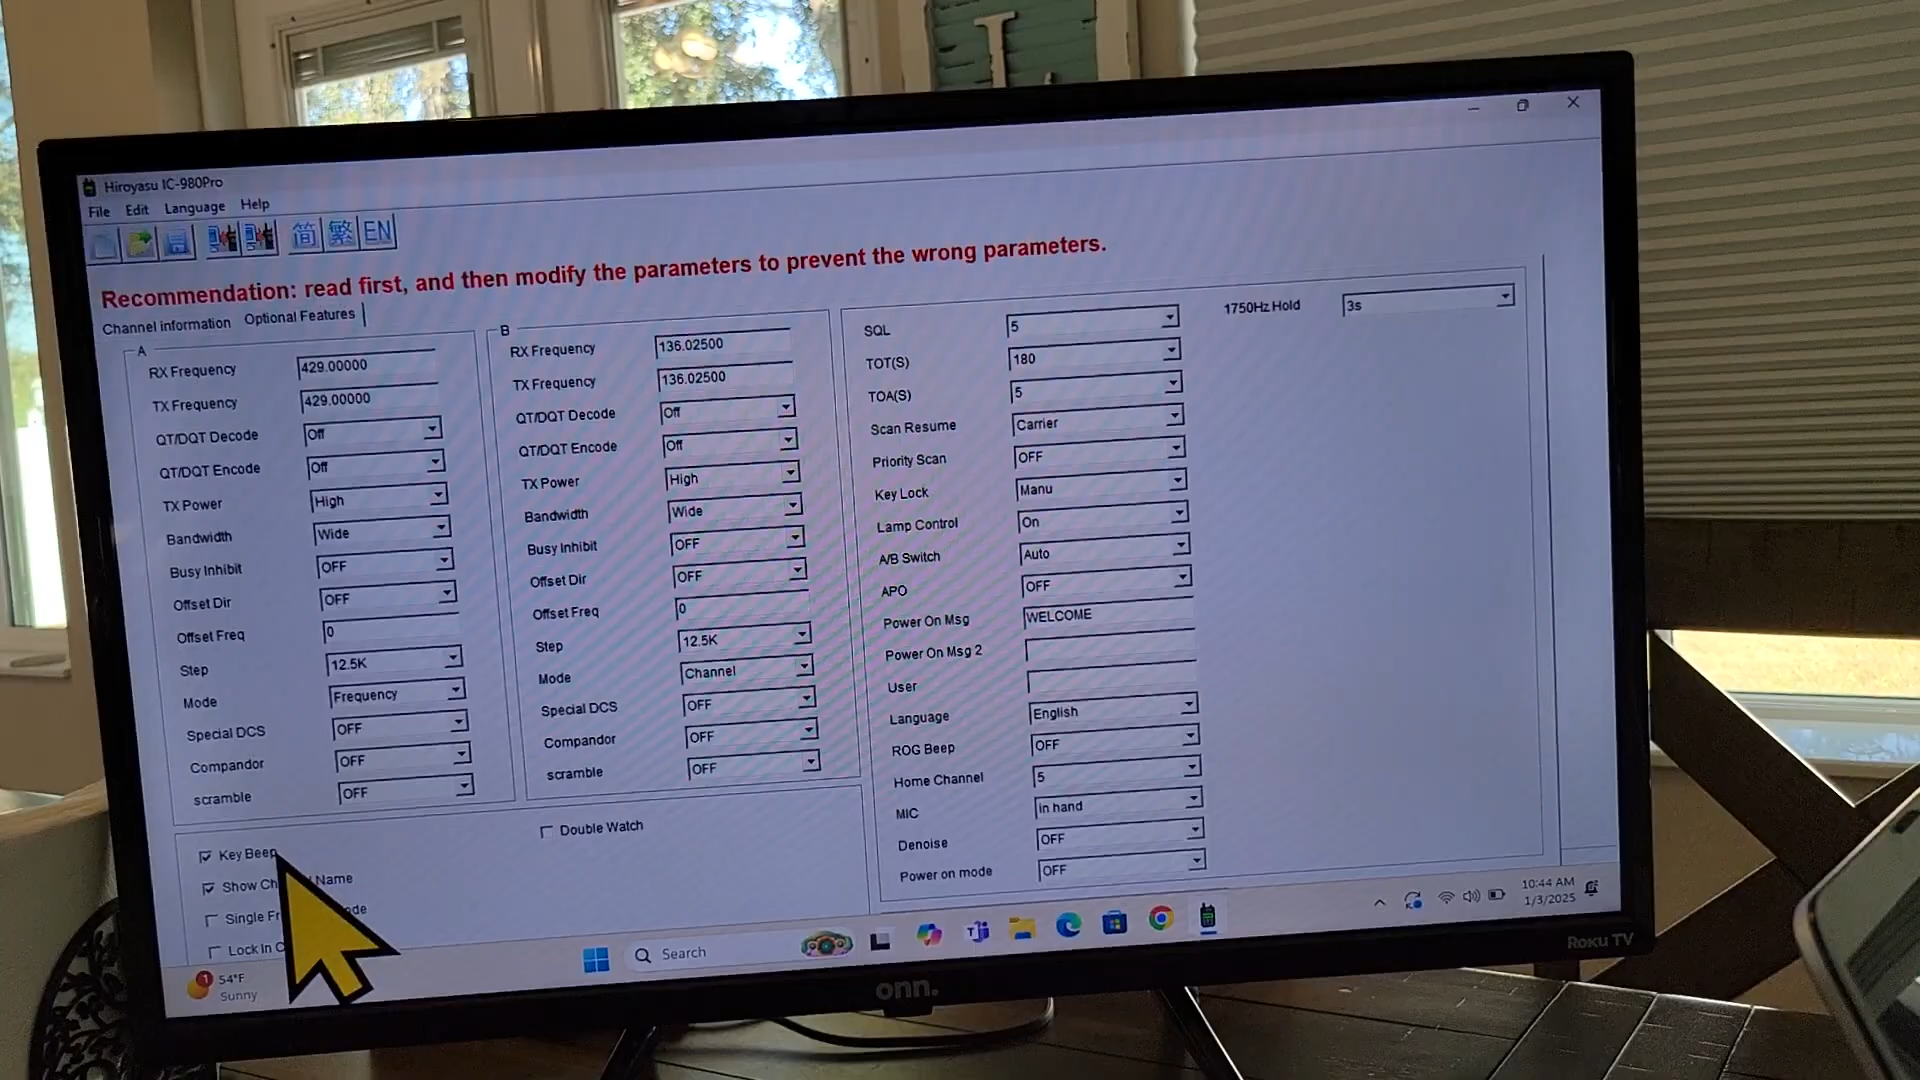 Hiroyasu IC-980Pro
File Edit Language Help
简 繁 EN
Recommendation: read first, and then modify the parameters to prevent the wrong parameters.
Channel information Optional Features
A
RX Frequency 429.00000
TX Frequency 429.00000
QT/DQT Decode Off
QT/DQT Encode Off
TX Power High
Bandwidth Wide
Busy Inhibit OFF
Offset Dir OFF
Offset Freq 0
Step 12.5K
Mode Frequency
Special DCS OFF
Compandor OFF
scramble OFF
B
RX Frequency 136.02500
TX Frequency 136.02500
QT/DQT Decode Off
QT/DQT Encode Off
TX Power High
Bandwidth Wide
Busy Inhibit OFF
Offset Dir OFF
Offset Freq 0
Step 12.5K
Mode Channel
Special DCS OFF
Compandor OFF
scramble OFF
SQL 5
TOT(S) 180
TOA(S) 5
Scan Resume Carrier
Priority Scan OFF
Key Lock Manu
Lamp Control On
A/B Switch Auto
APO OFF
Power On Msg WELCOME
Power On Msg 2
User
Language English
ROG Beep OFF
Home Channel 5
MIC in hand
Denoise OFF
Power on mode OFF
1750Hz Hold 3s
Key Beep
Double Watch
Show Ch Name
Single Fr ode
Lock In C
1
54°F
Sunny
Search
10:44 AM
1/3/2025
Roku TV
onn.
L